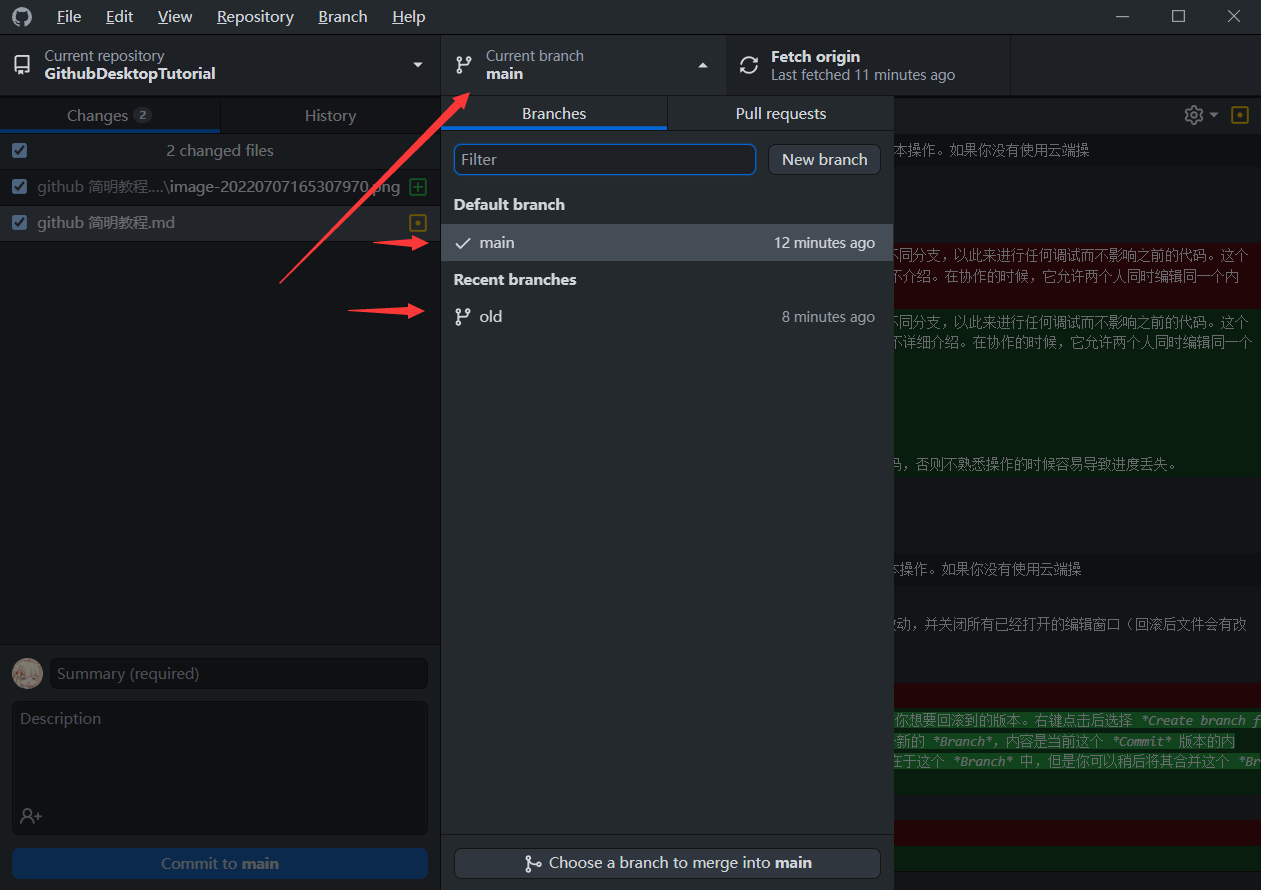 File Edit View Repository Branch Help
Current repository
GithubDesktopTutorial
Current branch
main
Fetch origin
Last fetched 11 minutes ago
Changes 2
History
2 changed files
github 简明教程....\image-20220707165307970.png
github 简明教程.md
Branches
Pull requests
Filter
New branch
Default branch
main
12 minutes ago
Recent branches
old
8 minutes ago
本操作。如果你没有使用云端操
不同分支，以此来进行任何调试而不影响之前的代码。这个
不介绍。在协作的时候，它允许两个人同时编辑同一个内
不同分支，以此来进行任何调试而不影响之前的代码。这个
不详细介绍。在协作的时候，它允许两个人同时编辑同一个
码，否则不熟悉操作的时候容易导致进度丢失。
本操作。如果你没有使用云端操
改动，并关闭所有已经打开的编辑窗口（回滚后文件会有改
你想要回滚到的版本。右键点击后选择 *Create branch f
新的 *Branch*，内容是当前这个 *Commit* 版本的内
在于这个 *Branch* 中，但是你可以稍后将其合并这个 *Br
Summary (required)
Description
Commit to main
Choose a branch to merge into main